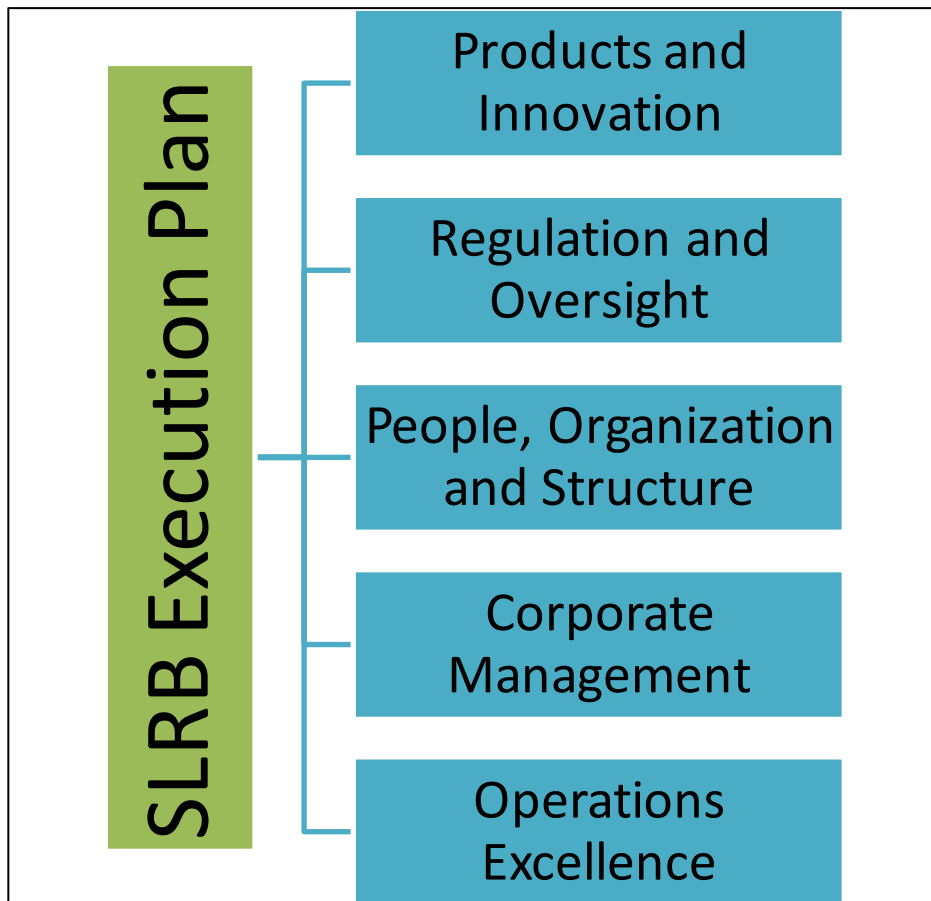 SLRB Execution Plan
Products and
Innovation
Regulation and
Oversight
People, Organization
and Structure
Corporate
Management
Operations
Excellence